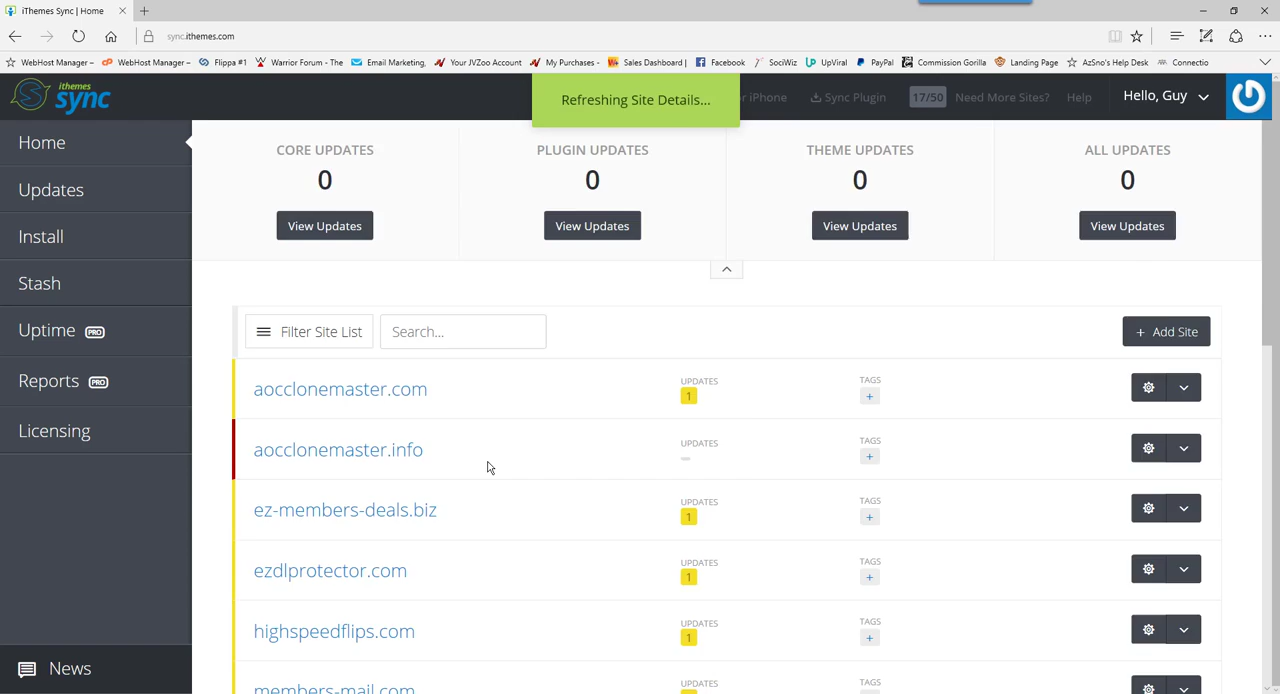 iThemes Sync | Home
sync.ithemes.com
WebHost Manager –
WebHost Manager –
Flippa #1
Warrior Forum - The
Email Marketing,
Your JVZoo Account
My Purchases -
Sales Dashboard |
Facebook
SociWiz
UpViral
PayPal
Commission Gorilla
Landing Page
AzSno's Help Desk
Connectio
iThemes
sync
Refreshing Site Details...
r iPhone
Sync Plugin
17/50
Need More Sites?
Help
Hello, Guy
Home
Updates
Install
Stash
Uptime PRO
Reports PRO
Licensing
News
CORE UPDATES
0
View Updates
PLUGIN UPDATES
0
View Updates
THEME UPDATES
0
View Updates
ALL UPDATES
0
View Updates
Filter Site List
Search...
+ Add Site
aocclonemaster.com
UPDATES
1
TAGS
+
aocclonemaster.info
UPDATES
–
TAGS
+
ez-members-deals.biz
UPDATES
1
TAGS
+
ezdlprotector.com
UPDATES
1
TAGS
+
highspeedflips.com
UPDATES
1
TAGS
+
members-mail.com
UPDATES
TAGS